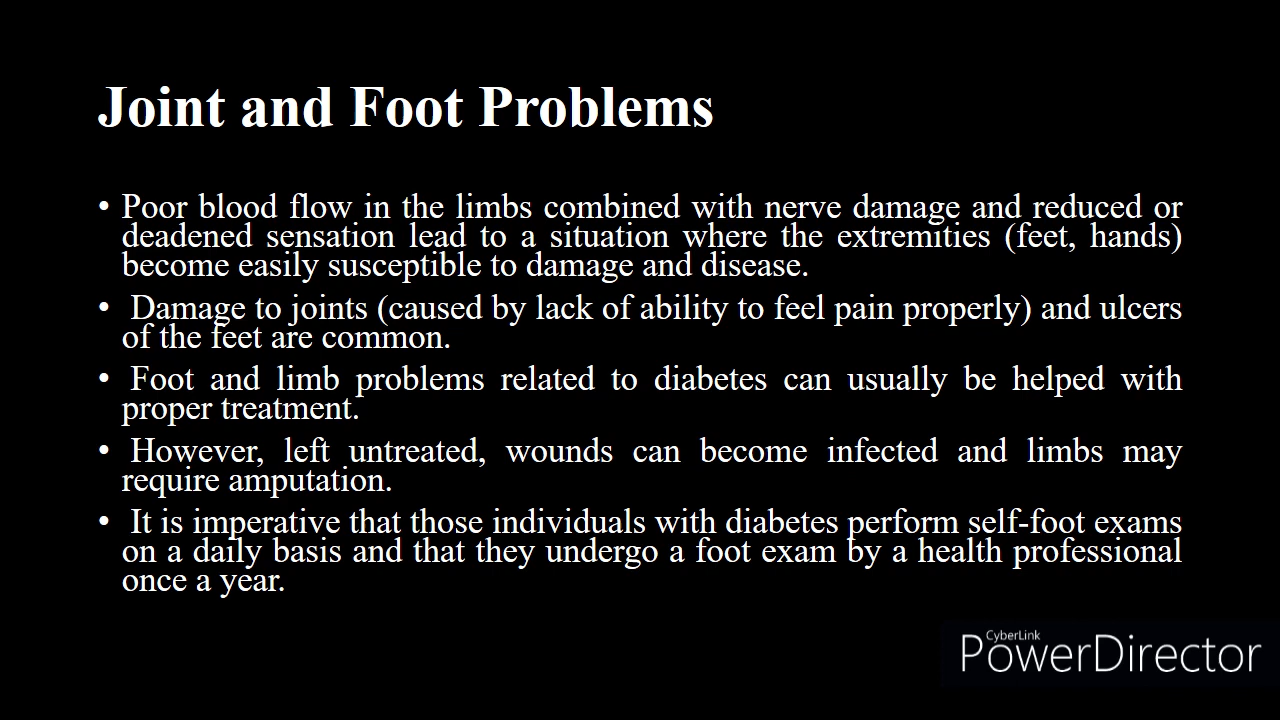 Joint and Foot Problems
• Poor blood flow in the limbs combined with nerve damage and reduced or
deadened sensation lead to a situation where the extremities (feet, hands)
become easily susceptible to damage and disease.
• Damage to joints (caused by lack of ability to feel pain properly) and ulcers
of the feet are common.
• Foot and limb problems related to diabetes can usually be helped with
proper treatment.
• However, left untreated, wounds can become infected and limbs may
require amputation.
• It is imperative that those individuals with diabetes perform self-foot exams
on a daily basis and that they undergo a foot exam by a health professional
once a year.
CyberLink
PowerDirector